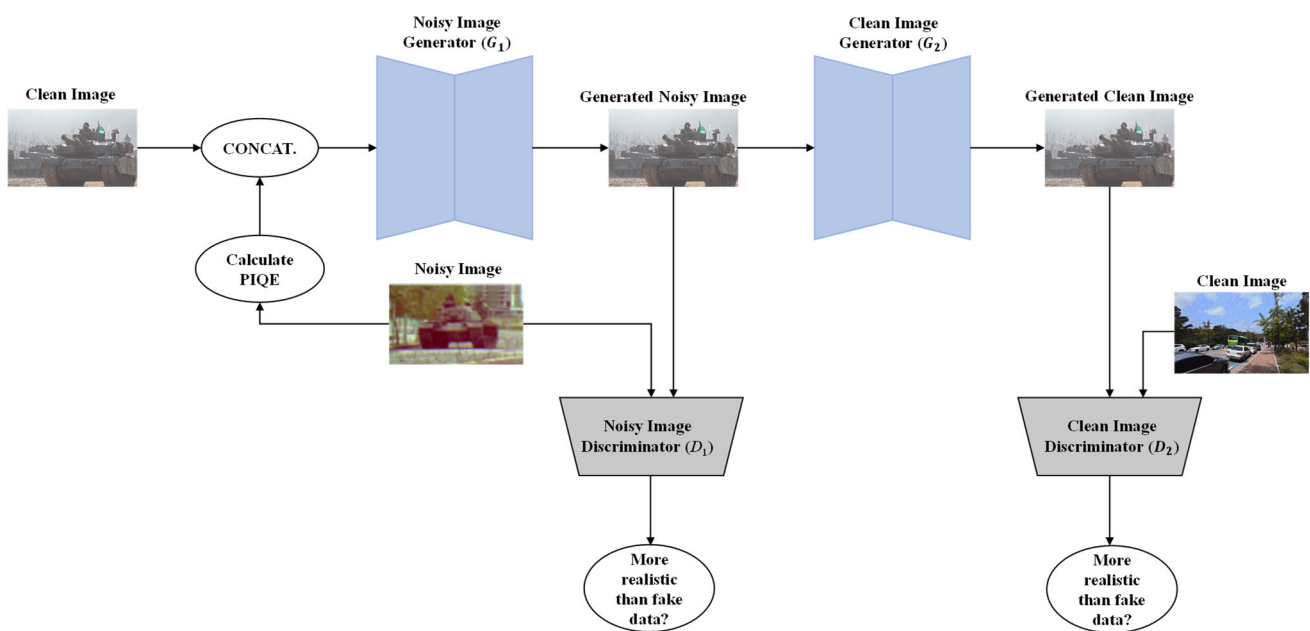 Noisy Image
Generator (G₁)
Clean Image
Generator (G₂)
Clean Image
Generated Noisy Image
Generated Clean Image
CONCAT.
Calculate
PIQE
Noisy Image
Clean Image
Noisy Image
Discriminator (D₁)
Clean Image
Discriminator (D₂)
More
realistic
than fake
data?
More
realistic
than fake
data?